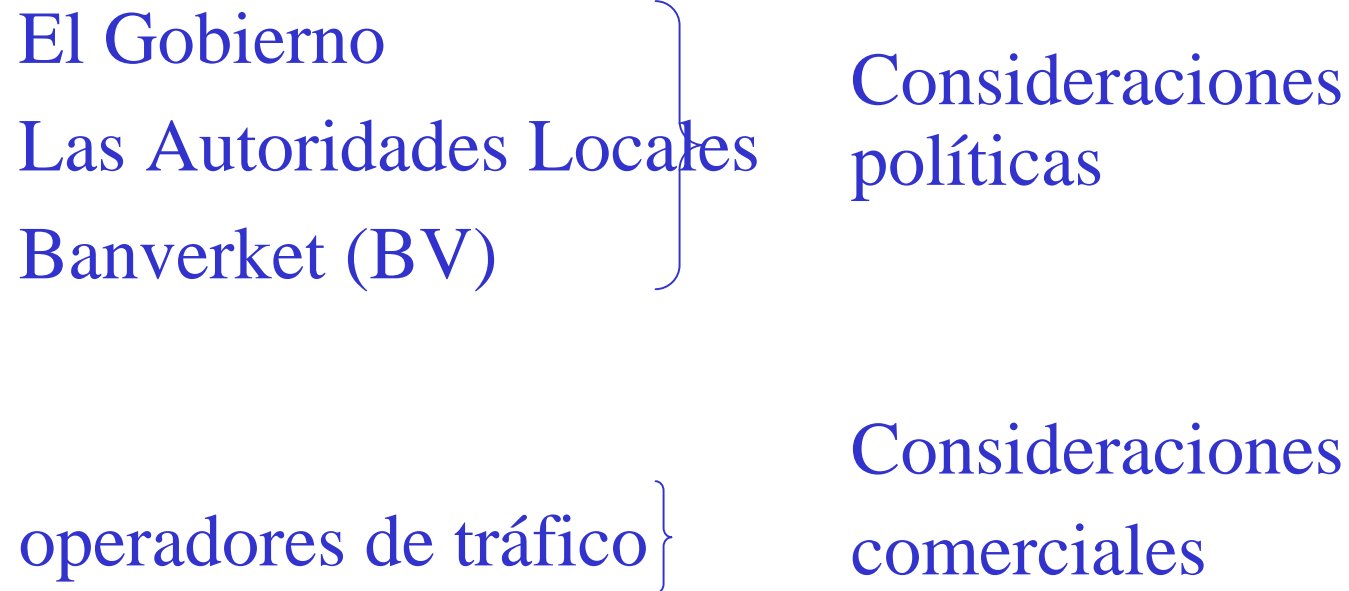 El Gobierno
Las Autoridades Locales
Banverket (BV)
Consideraciones
políticas
operadores de tráfico
Consideraciones
comerciales